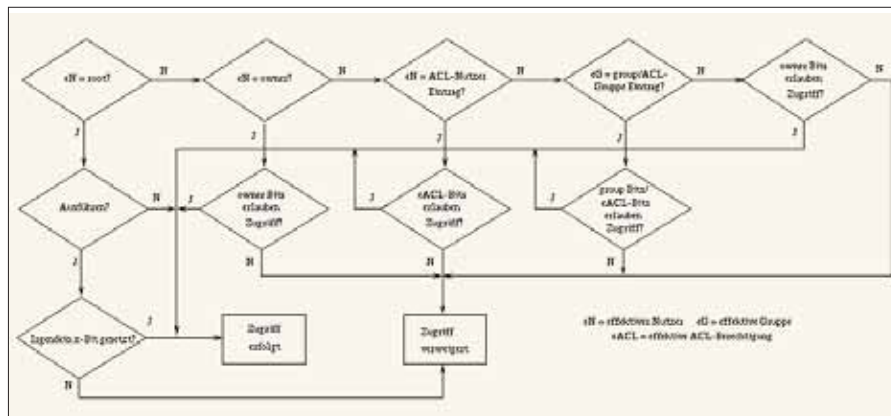 eN = root?
N
eN = owner?
N
eN = ACL-Nutzer
Eintrag?
N
eG = group/ACL-
Gruppe Eintrag?
N
owner Bits
erlauben
Zugriff?
N
J
J
J
J
J
Ausführen?
N
J
owner Bits
erlauben
Zugriff?
J
eACL-Bits
erlauben
Zugriff?
J
group Bits/
eACL-Bits
erlauben
Zugriff?
J
N
N
N
Irgendein x-Bit gesetzt?
J
Zugriff
erfolgt
Zugriff
verweigert
N
eN = effektiver Nutzer eG = effektive Gruppe
eACL = effektive ACL-Berechtigung